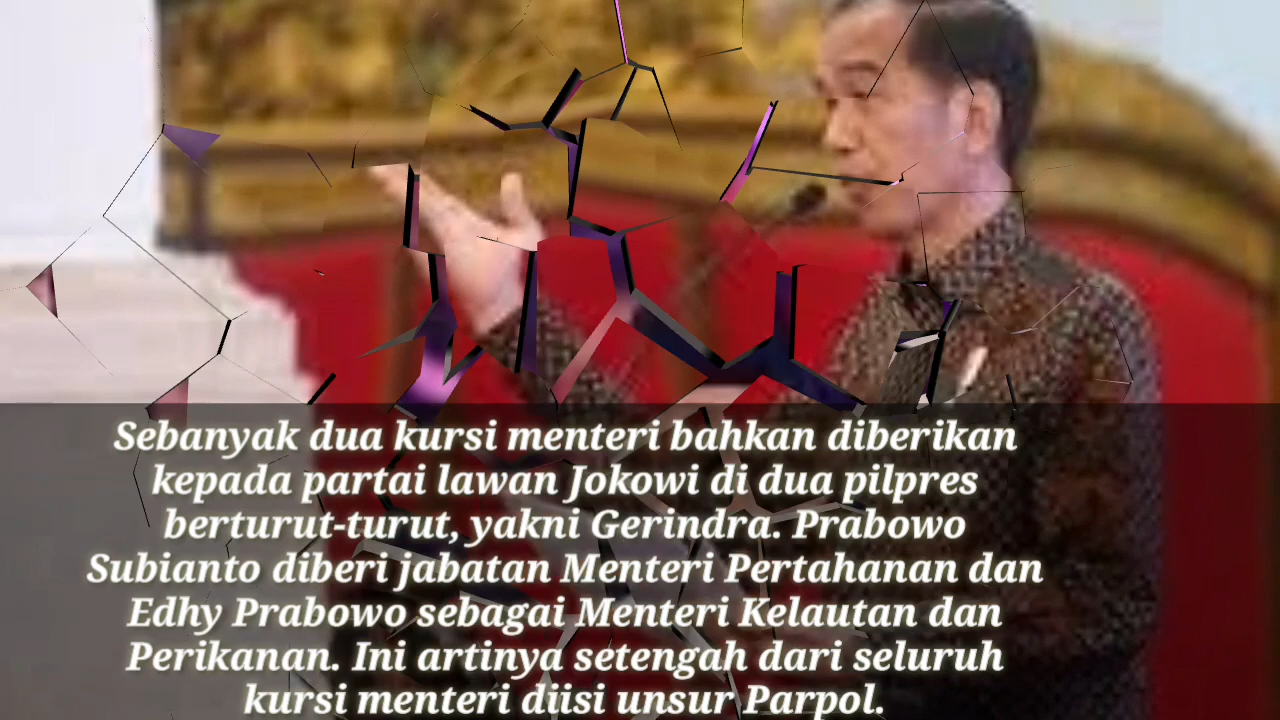 Sebanyak dua kursi menteri bahkan diberikan
kepada partai lawan Jokowi di dua pilpres
berturut-turut, yakni Gerindra. Prabowo
Subianto diberi jabatan Menteri Pertahanan dan
Edhy Prabowo sebagai Menteri Kelautan dan
Perikanan. Ini artinya setengah dari seluruh
kursi menteri diisi unsur Parpol.